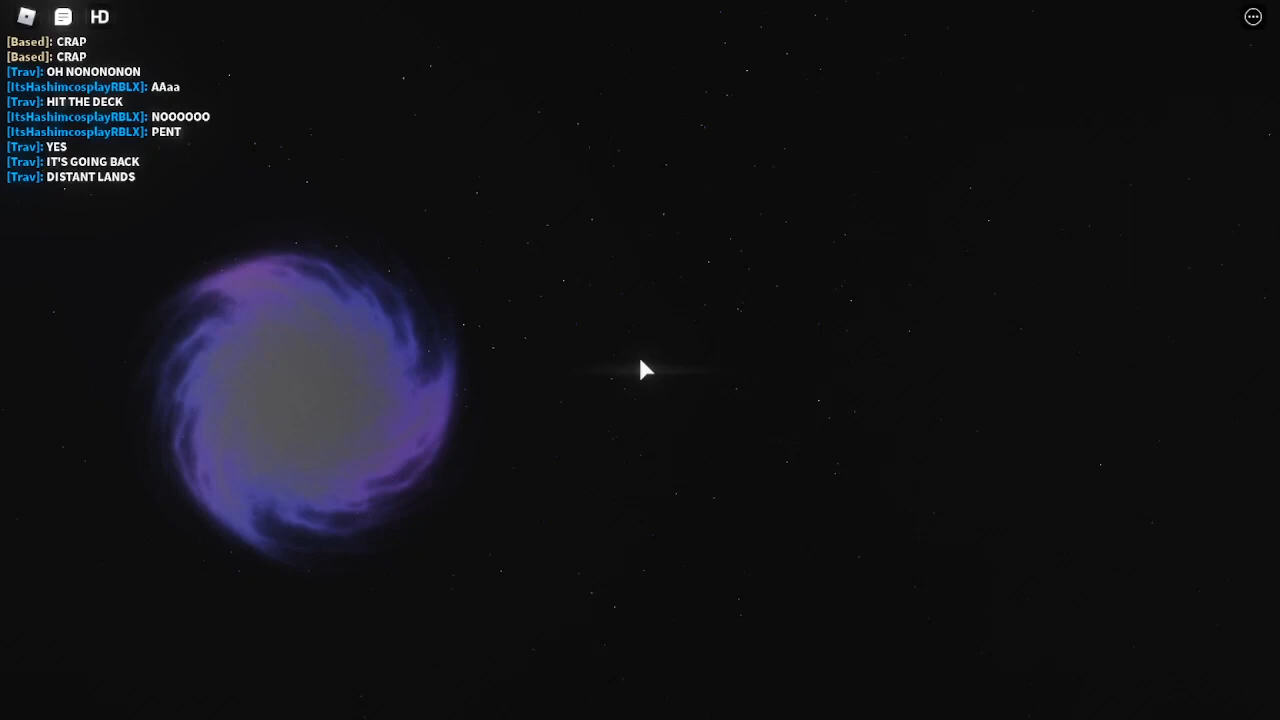 HD
[Based]: CRAP
[Based]: CRAP
[Trav]: OH NONONONON
[ItsHashimcosplayRBLX]: AAaa
[Trav]: HIT THE DECK
[ItsHashimcosplayRBLX]: NOOOOOO
[ItsHashimcosplayRBLX]: PENT
[Trav]: YES
[Trav]: IT'S GOING BACK
[Trav]: DISTANT LANDS